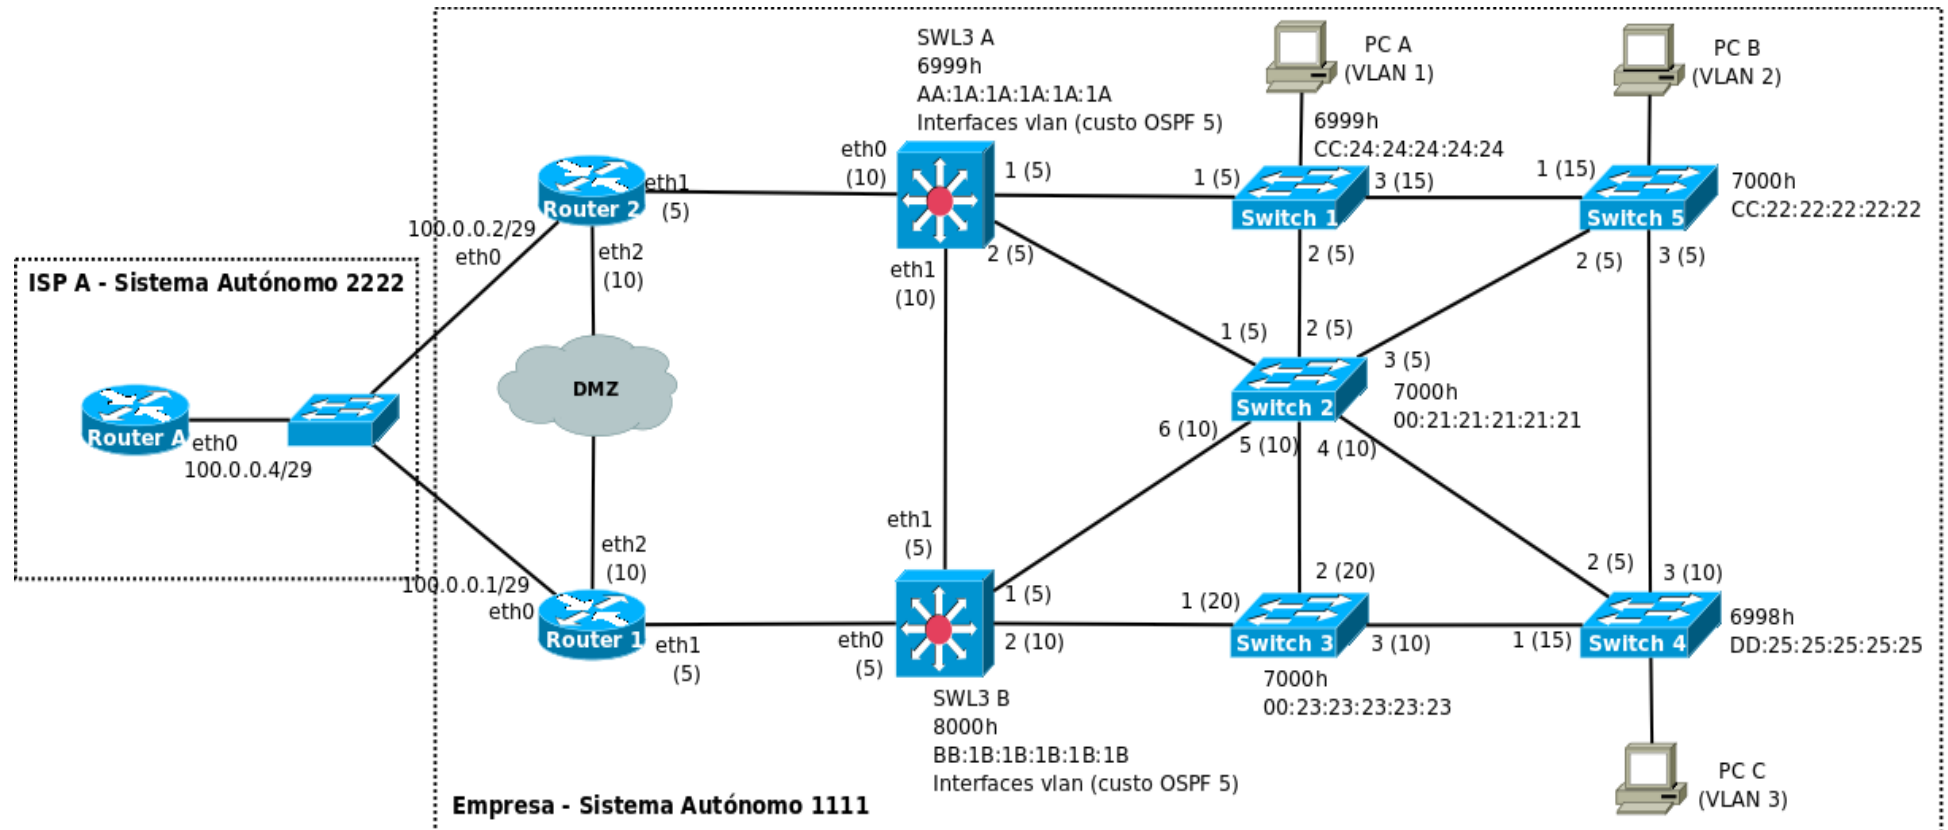 SWL3 A
6999h
AA:1A:1A:1A:1A:1A
Interfaces vlan (custo OSPF 5)
PC A
(VLAN 1)
PC B
(VLAN 2)
6999h
CC:24:24:24:24:24
eth0
(10)
1 (5)
1 (5)
3 (15)
1 (15)
7000h
CC:22:22:22:22:22
eth1
(5)
Router 2
Switch 1
Switch 5
100.0.0.2/29
eth0
eth2
(10)
eth1
(10)
2 (5)
2 (5)
2 (5)
3 (5)
ISP A - Sistema Autónomo 2222
1 (5)
2 (5)
3 (5)
DMZ
Switch 2
7000h
00:21:21:21:21:21
Router A
eth0
100.0.0.4/29
6 (10)
5 (10)
4 (10)
eth1
(5)
eth2
(10)
100.0.0.1/29
eth0
1 (5)
2 (20)
2 (5)
3 (10)
1 (20)
6998h
DD:25:25:25:25:25
Router 1
eth1
(5)
eth0
(5)
2 (10)
Switch 3
3 (10)
1 (15)
Switch 4
7000h
00:23:23:23:23:23
SWL3 B
8000h
BB:1B:1B:1B:1B:1B
Interfaces vlan (custo OSPF 5)
PC C
(VLAN 3)
Empresa - Sistema Autónomo 1111